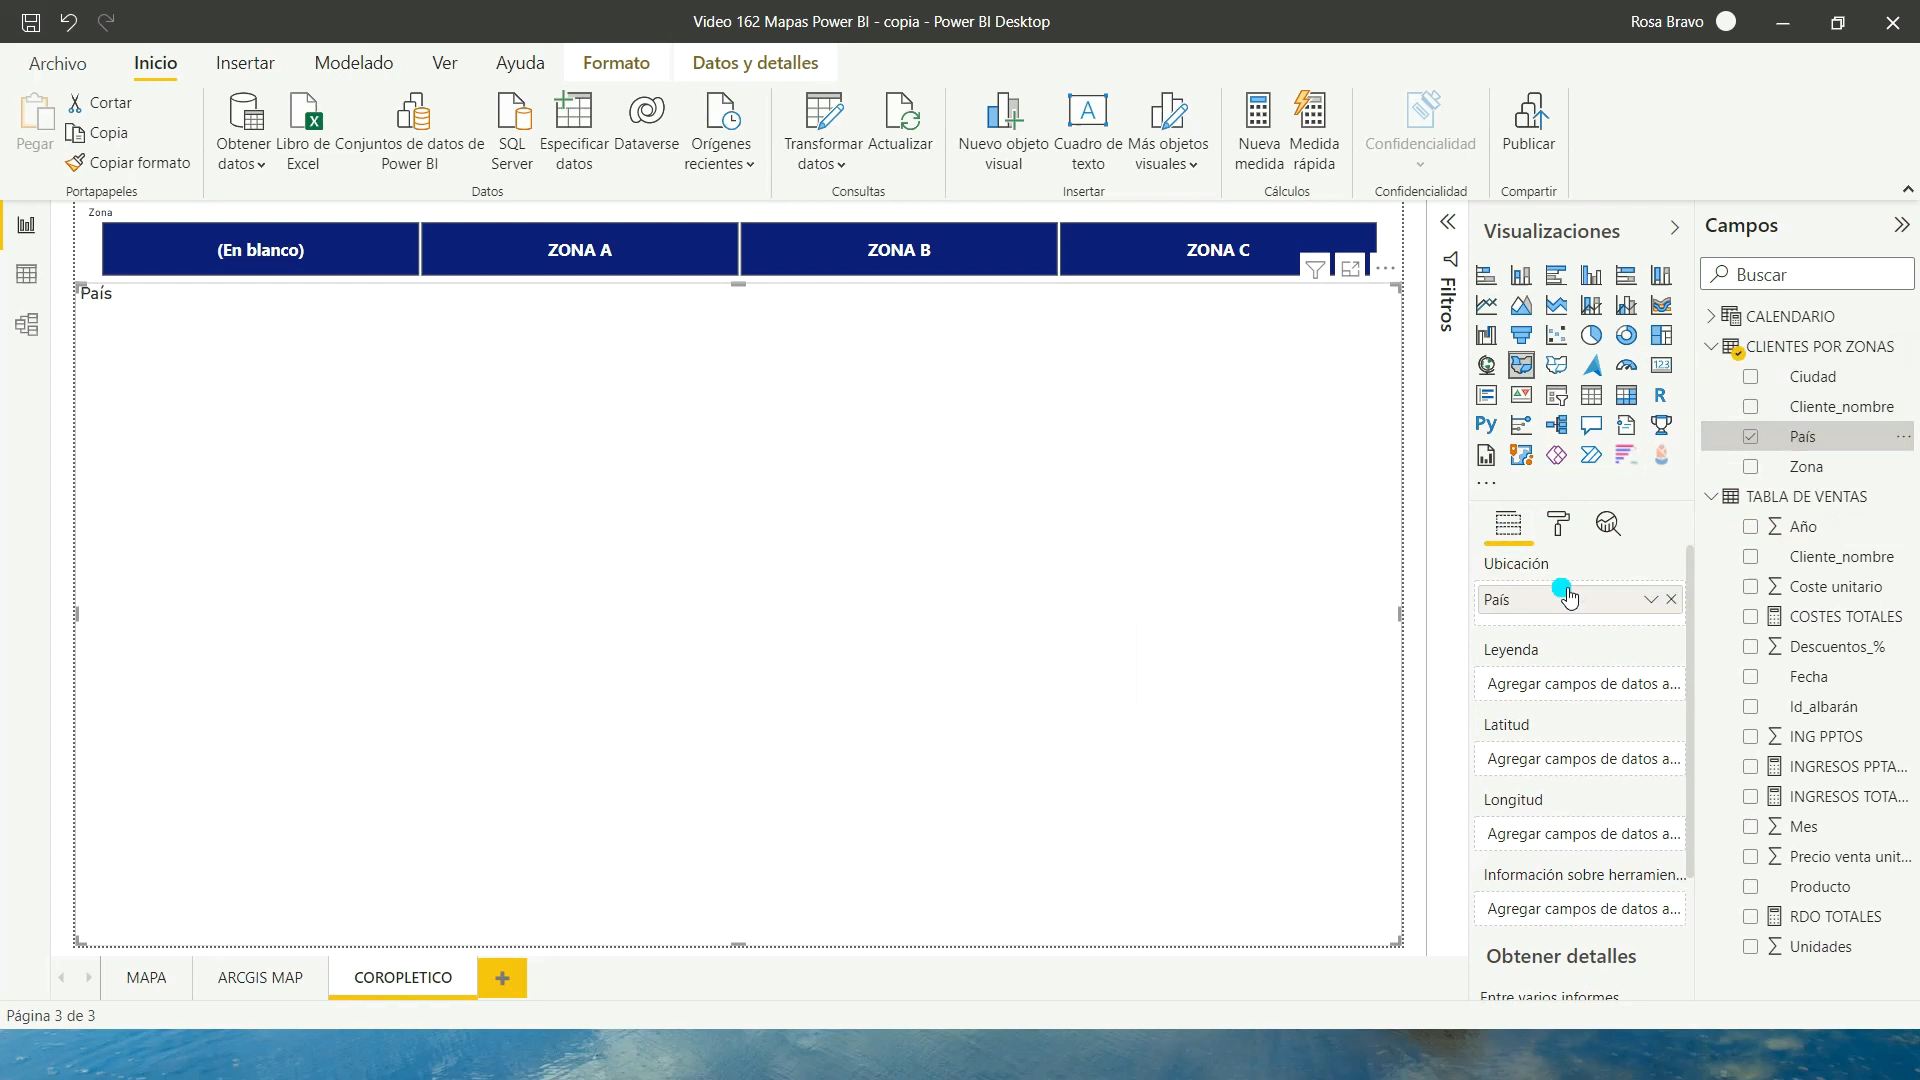 Video 162 Mapas Power BI - copia - Power BI Desktop
Rosa Bravo
Archivo
Inicio
Insertar
Modelado
Ver
Ayuda
Formato
Datos y detalles
Pegar
Cortar
Copia
Copiar formato
Portapapeles
Obtener
datos
Libro de
Excel
Conjuntos de datos de
Power BI
SQL
Server
Especificar
datos
Dataverse
Orígenes
recientes
Datos
Transformar
datos
Actualizar
Consultas
Nuevo objeto
visual
Cuadro de
texto
Más objetos
visuales
Insertar
Nueva
medida
Medida
rápida
Cálculos
Confidencialidad
Confidencialidad
Publicar
Compartir
Zona
(En blanco)
ZONA A
ZONA B
ZONA C
País
Filtros
Visualizaciones
123
R
Py
Ubicación
País
Leyenda
Agregar campos de datos a...
Latitud
Agregar campos de datos a...
Longitud
Agregar campos de datos a...
Información sobre herramien...
Agregar campos de datos a...
Obtener detalles
Entre varios informes
Campos
Buscar
CALENDARIO
CLIENTES POR ZONAS
Ciudad
Cliente_nombre
País
Zona
TABLA DE VENTAS
Año
Cliente_nombre
Coste unitario
COSTES TOTALES
Descuentos_%
Fecha
Id_albarán
ING PPTOS
INGRESOS PPTA...
INGRESOS TOTA...
Mes
Precio venta unit...
Producto
RDO TOTALES
Unidades
MAPA
ARCGIS MAP
COROPLETICO
Página 3 de 3